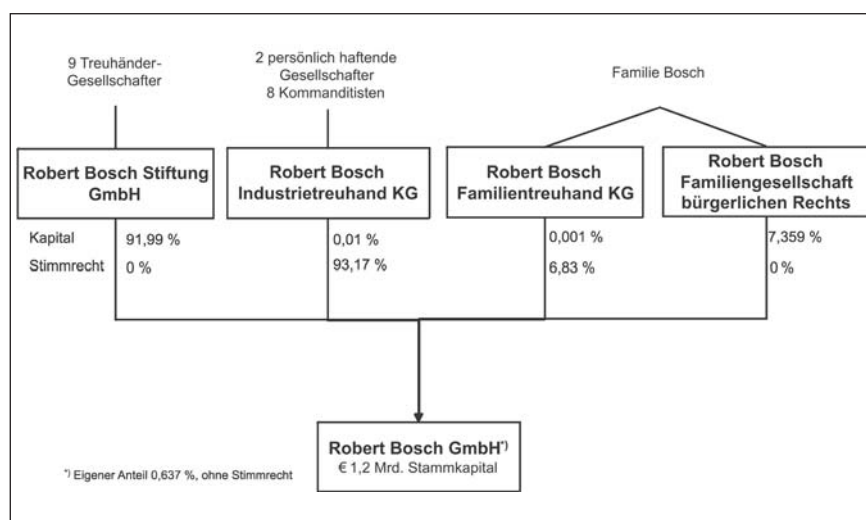 9 Treuhänder-
Gesellschafter
2 persönlich haftende
Gesellschafter
8 Kommanditisten
Familie Bosch
Robert Bosch Stiftung
GmbH
Robert Bosch
Industrietreuhand KG
Robert Bosch
Familientreuhand KG
Robert Bosch
Familiengesellschaft
bürgerlichen Rechts
Kapital 91,99 % 0,01 % 0,001 % 7,359 %
Stimmrecht 0 % 93,17 % 6,83 % 0 %
Robert Bosch GmbH*)
€ 1,2 Mrd. Stammkapital
*) Eigener Anteil 0,637 %, ohne Stimmrecht